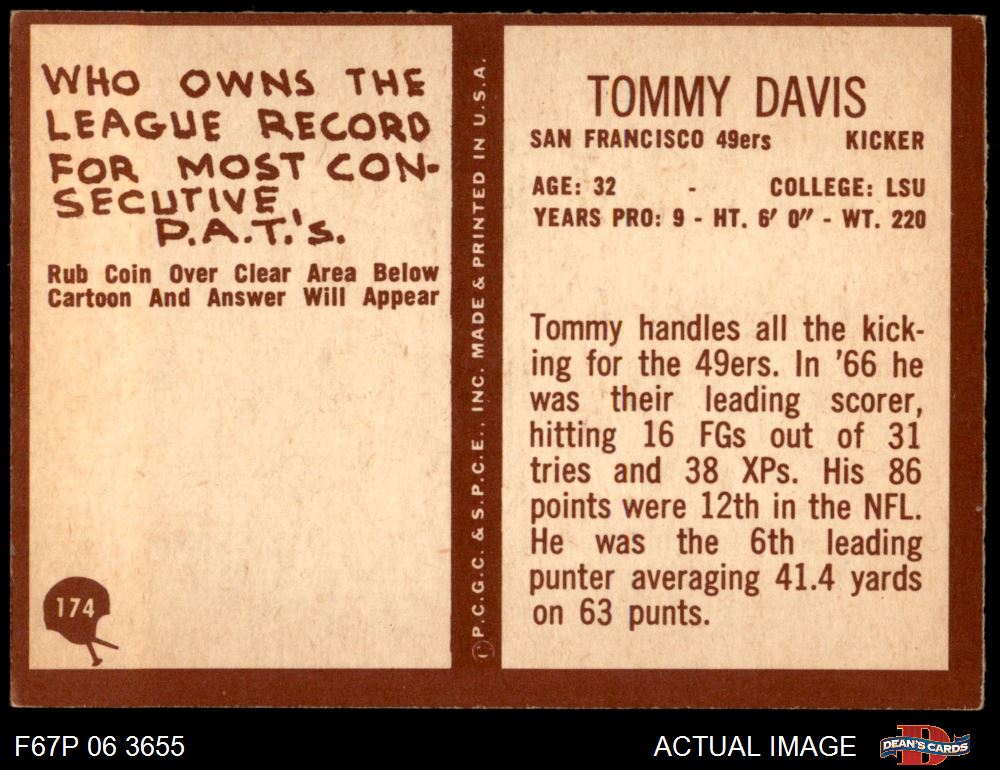 WHO OWNS THE
LEAGUE RECORD
FOR MOST CON-
SECUTIVE
P.A.T.'s.
Rub Coin Over Clear Area Below
Cartoon And Answer Will Appear
174
© P.C.G.C. & S.P.C.E., INC. MADE & PRINTED IN U.S.A.
TOMMY DAVIS
SAN FRANCISCO 49ers KICKER
AGE: 32 - COLLEGE: LSU
YEARS PRO: 9 - HT. 6' 0" - WT. 220
Tommy handles all the kick-
ing for the 49ers. In '66 he
was their leading scorer,
hitting 16 FGs out of 31
tries and 38 XPs. His 86
points were 12th in the NFL.
He was the 6th leading
punter averaging 41.4 yards
on 63 punts.
F67P 06 3655
ACTUAL IMAGE
D
DEAN'S CARDS